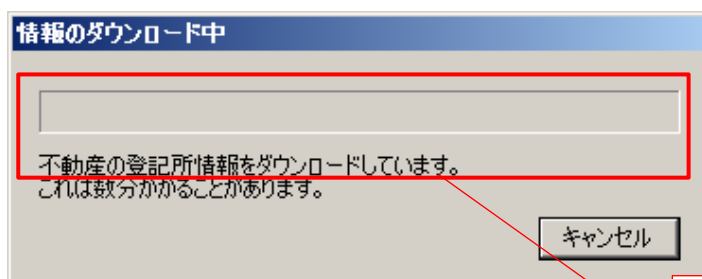 情報のダウンロード中
不動産の登記所情報をダウンロードしています。
これは数分かかることがあります。
キャンセル